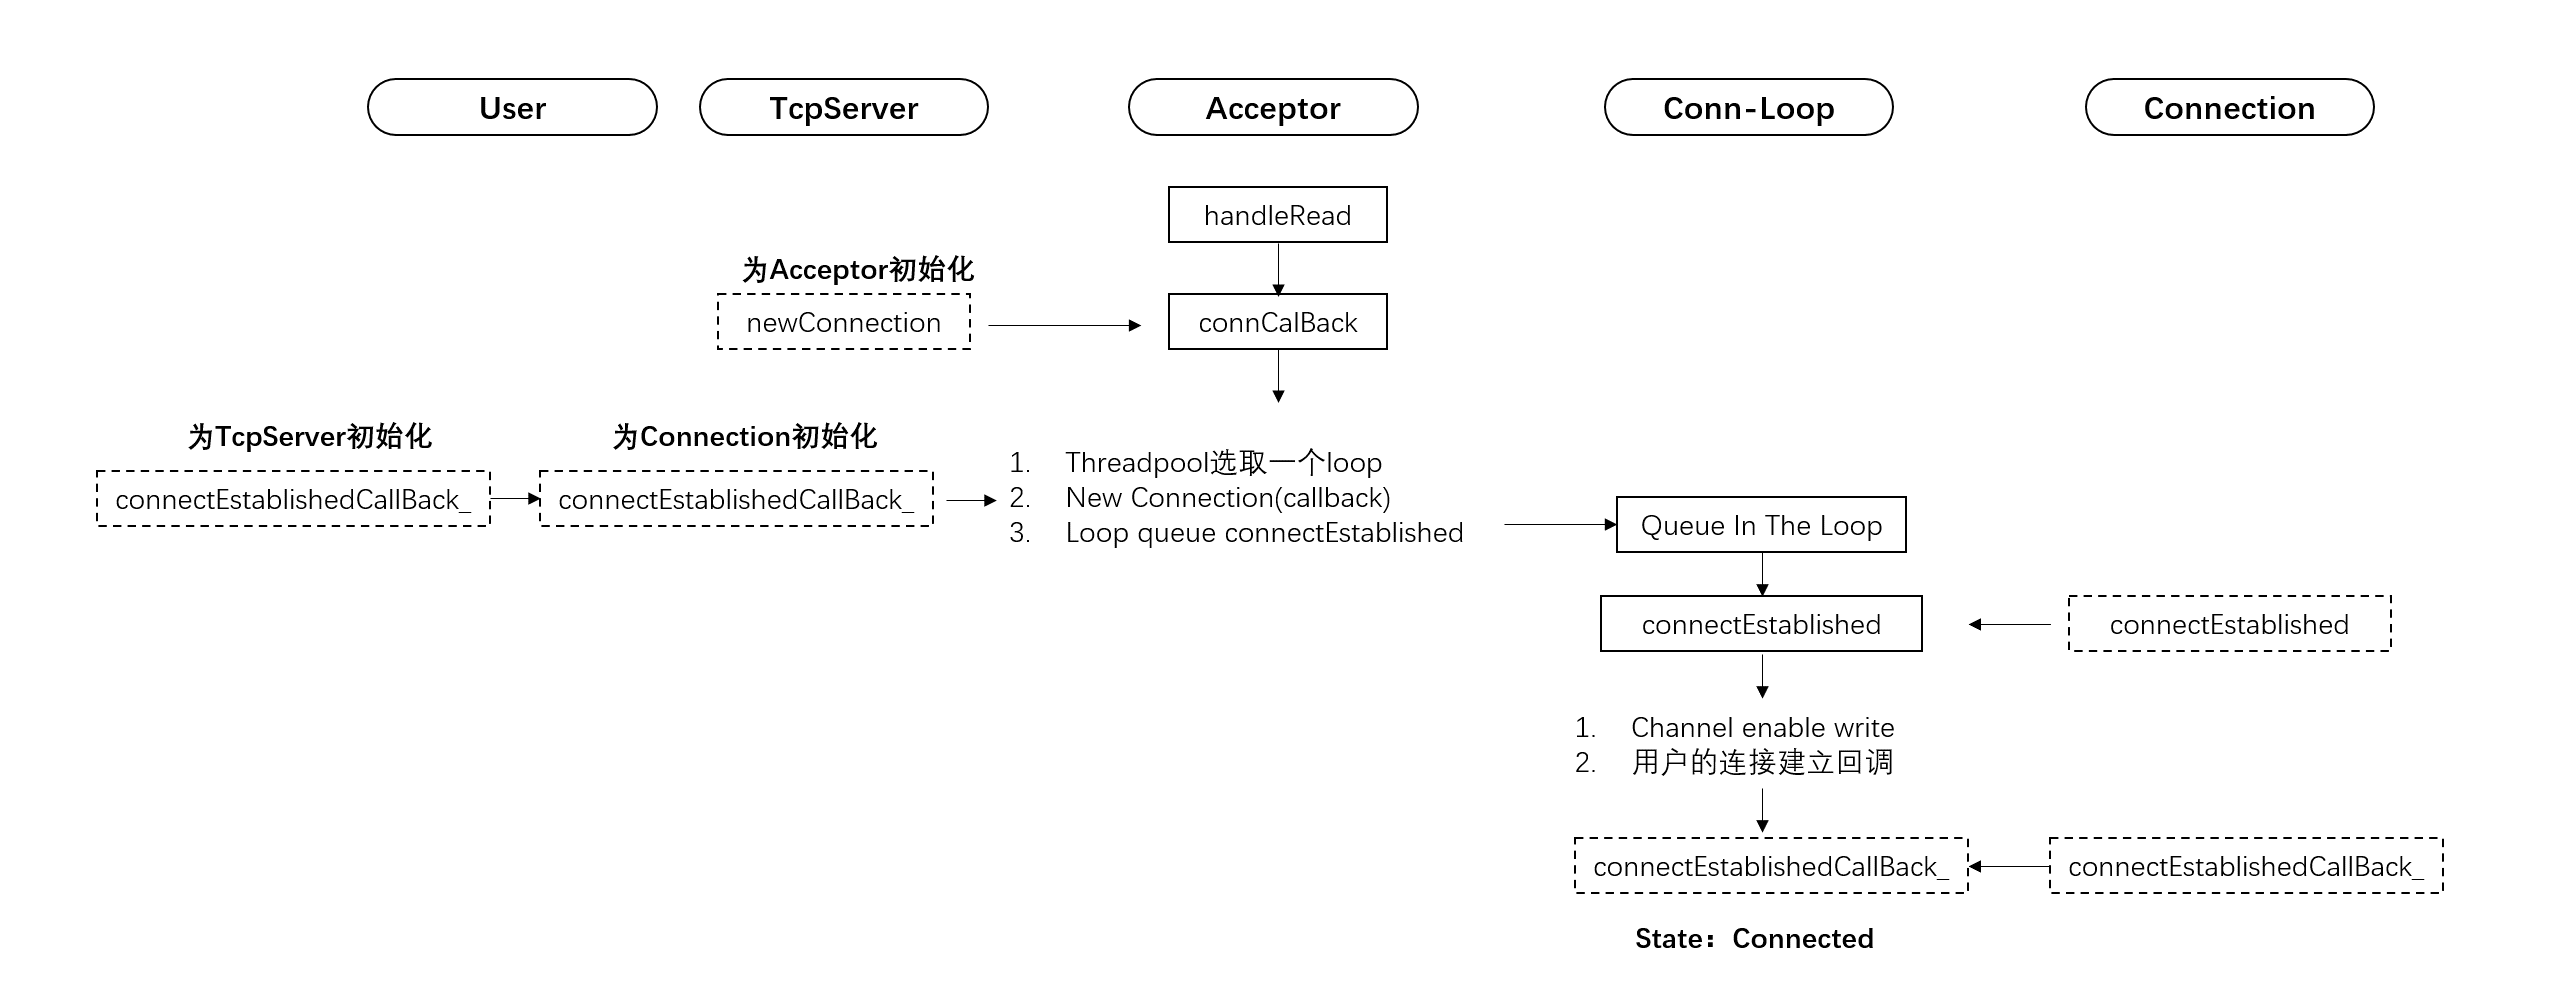 User
TcpServer
Acceptor
Conn-Loop
Connection
handleRead
为Acceptor初始化
newConnection
connCalBack
为TcpServer初始化
为Connection初始化
connectEstablishedCallBack_
connectEstablishedCallBack_
1. Threadpool选取一个loop
2. New Connection(callback)
3. Loop queue connectEstablished
Queue In The Loop
connectEstablished
connectEstablished
1. Channel enable write
2. 用户的连接建立回调
connectEstablishedCallBack_
connectEstablishedCallBack_
State：Connected